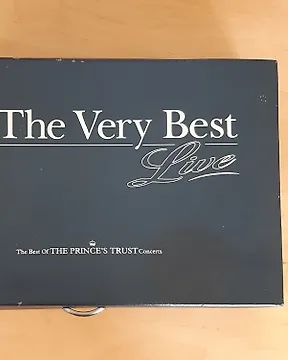 The Very Best
Live
The Best Of THE PRINCE'S TRUST Concerts